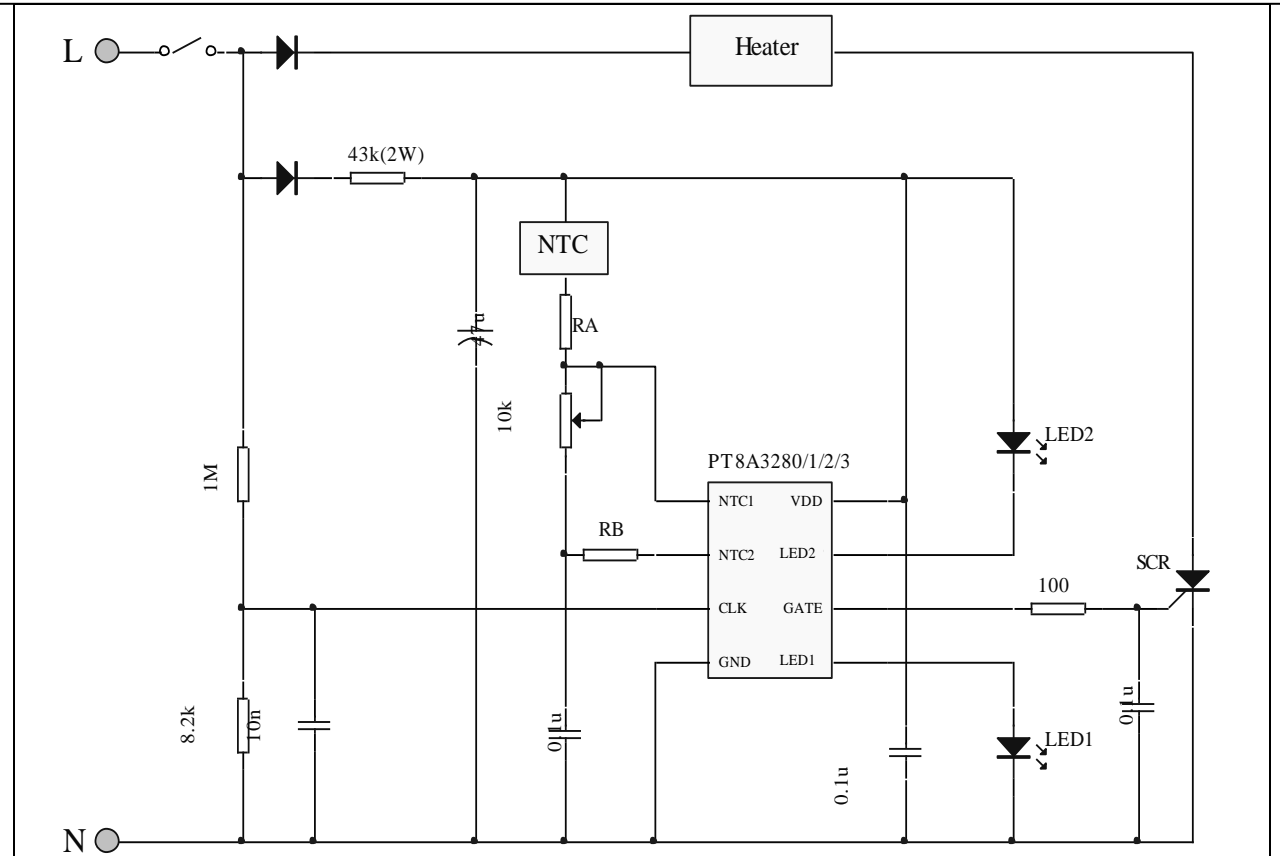 L
Heater
43k(2W)
NTC
47u
RA
10k
LED2
1M
PT8A3280/1/2/3
NTC1
VDD
RB
NTC2
LED2
SCR
100
CLK
GATE
GND
LED1
8.2k
10n
0.1u
0.1u
LED1
0.1u
N